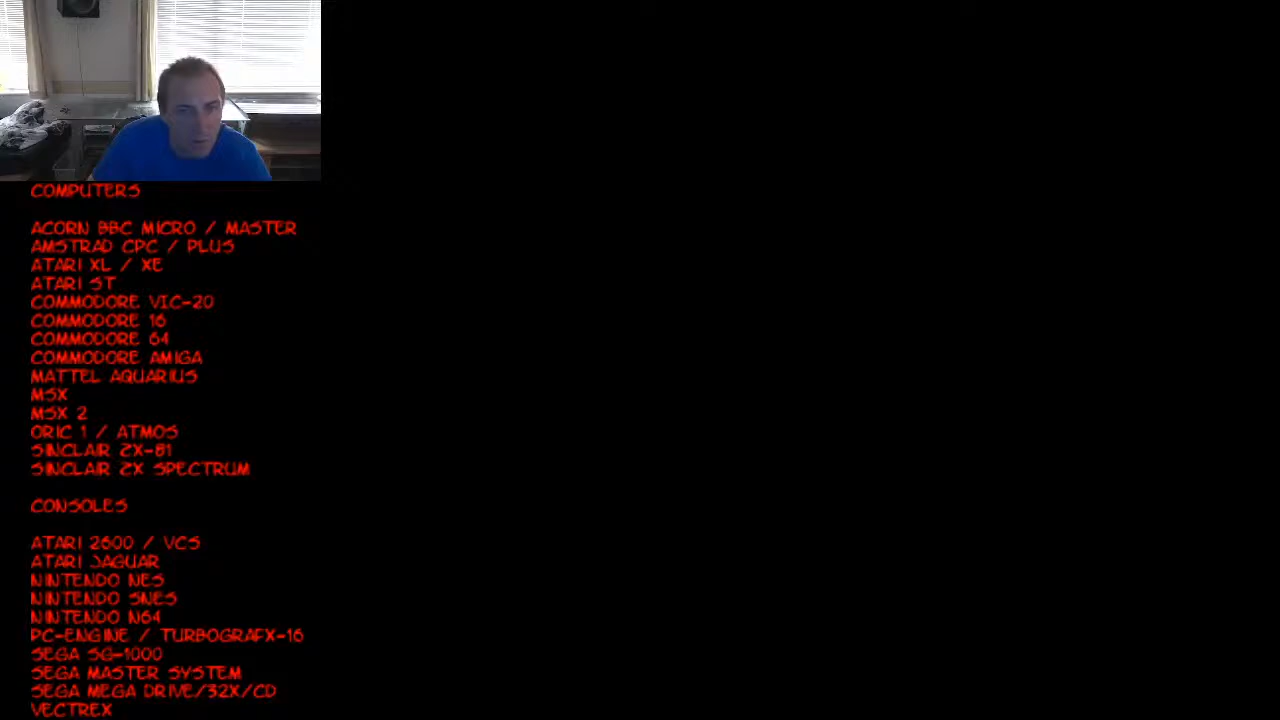 COMPUTERS
ACORN BBC MICRO / MASTER
AMSTRAD CPC / PLUS
ATARI XL / XE
ATARI ST
COMMODORE VIC-20
COMMODORE 16
COMMODORE 64
COMMODORE AMIGA
MATTEL AQUARIUS
MSX
MSX 2
ORIC 1 / ATMOS
SINCLAIR ZX-81
SINCLAIR ZX SPECTRUM
CONSOLES
ATARI 2600 / VCS
ATARI JAGUAR
NINTENDO NES
NINTENDO SNES
NINTENDO N64
PC-ENGINE / TURBOGRAFX-16
SEGA SG-1000
SEGA MASTER SYSTEM
SEGA MEGA DRIVE/32X/CD
VECTREX